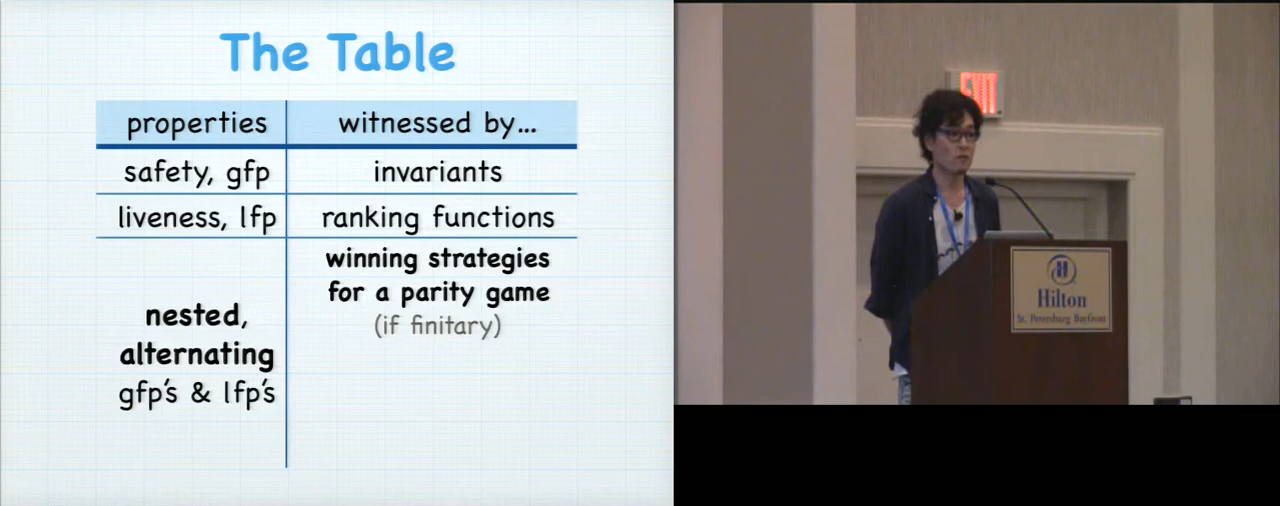 The Table
properties witnessed by...
safety, gfp invariants
liveness, lfp ranking functions
nested,
alternating
gfp's & lfp's
winning strategies
for a parity game
(if finitary)
EXIT
Hilton
St. Petersburg Bayfront